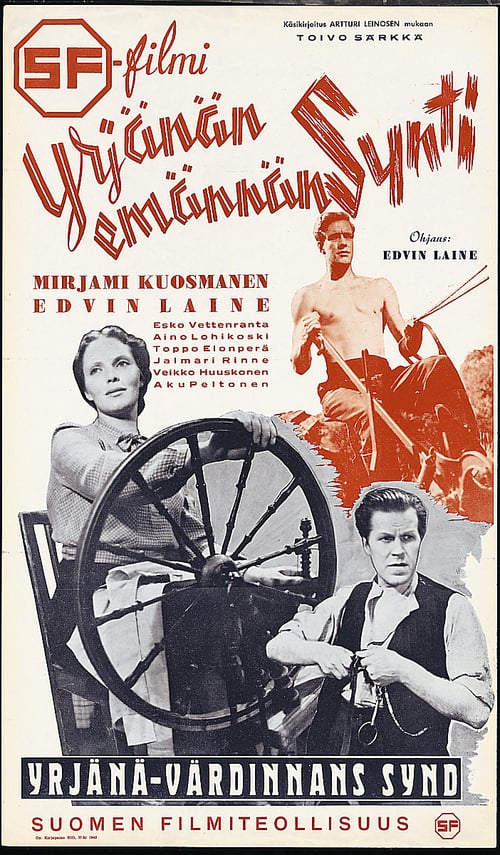 Käsikirjoitus ARTTURI LEINOSEN mukaan
TOIVO SÄRKKÄ
SF-filmi
Yrjänän
emännän Synti
Ohjaus:
EDVIN LAINE
MIRJAMI KUOSMANEN
EDVIN LAINE
Esko Vettenranta
Aino Lohikoski
Toppo Elonperä
Jalmari Rinne
Veikko Huuskonen
Aku Peltonen
YRJÄNÄ-VÄRDINNANS SYND
SUOMEN FILMITEOLLISUUS
SF